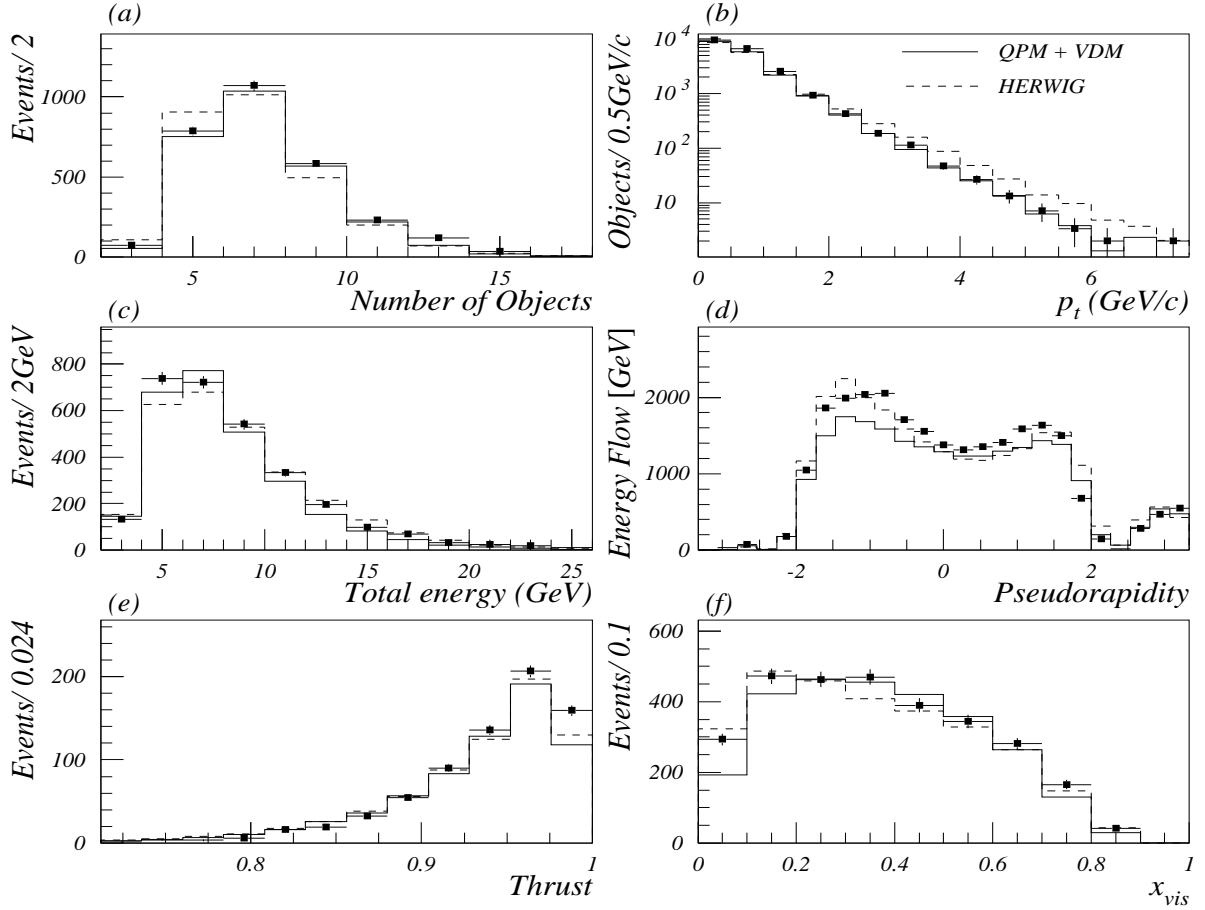 (a)
Events/ 2
1000
500
0
5
10
15
Number of Objects
(b)
Objects/ 0.5GeV/c
10^4
10^3
10^2
10
QPM + VDM
HERWIG
0
2
4
6
p_t (GeV/c)
(c)
Events/ 2GeV
800
600
400
200
0
5
10
15
20
25
Total energy (GeV)
(d)
Energy Flow [GeV]
2000
1000
0
-2
0
2
Pseudorapidity
(e)
Events/ 0.024
200
100
0
0.8
0.9
1
Thrust
(f)
Events/ 0.1
600
400
200
0
0
0.2
0.4
0.6
0.8
1
x_vis